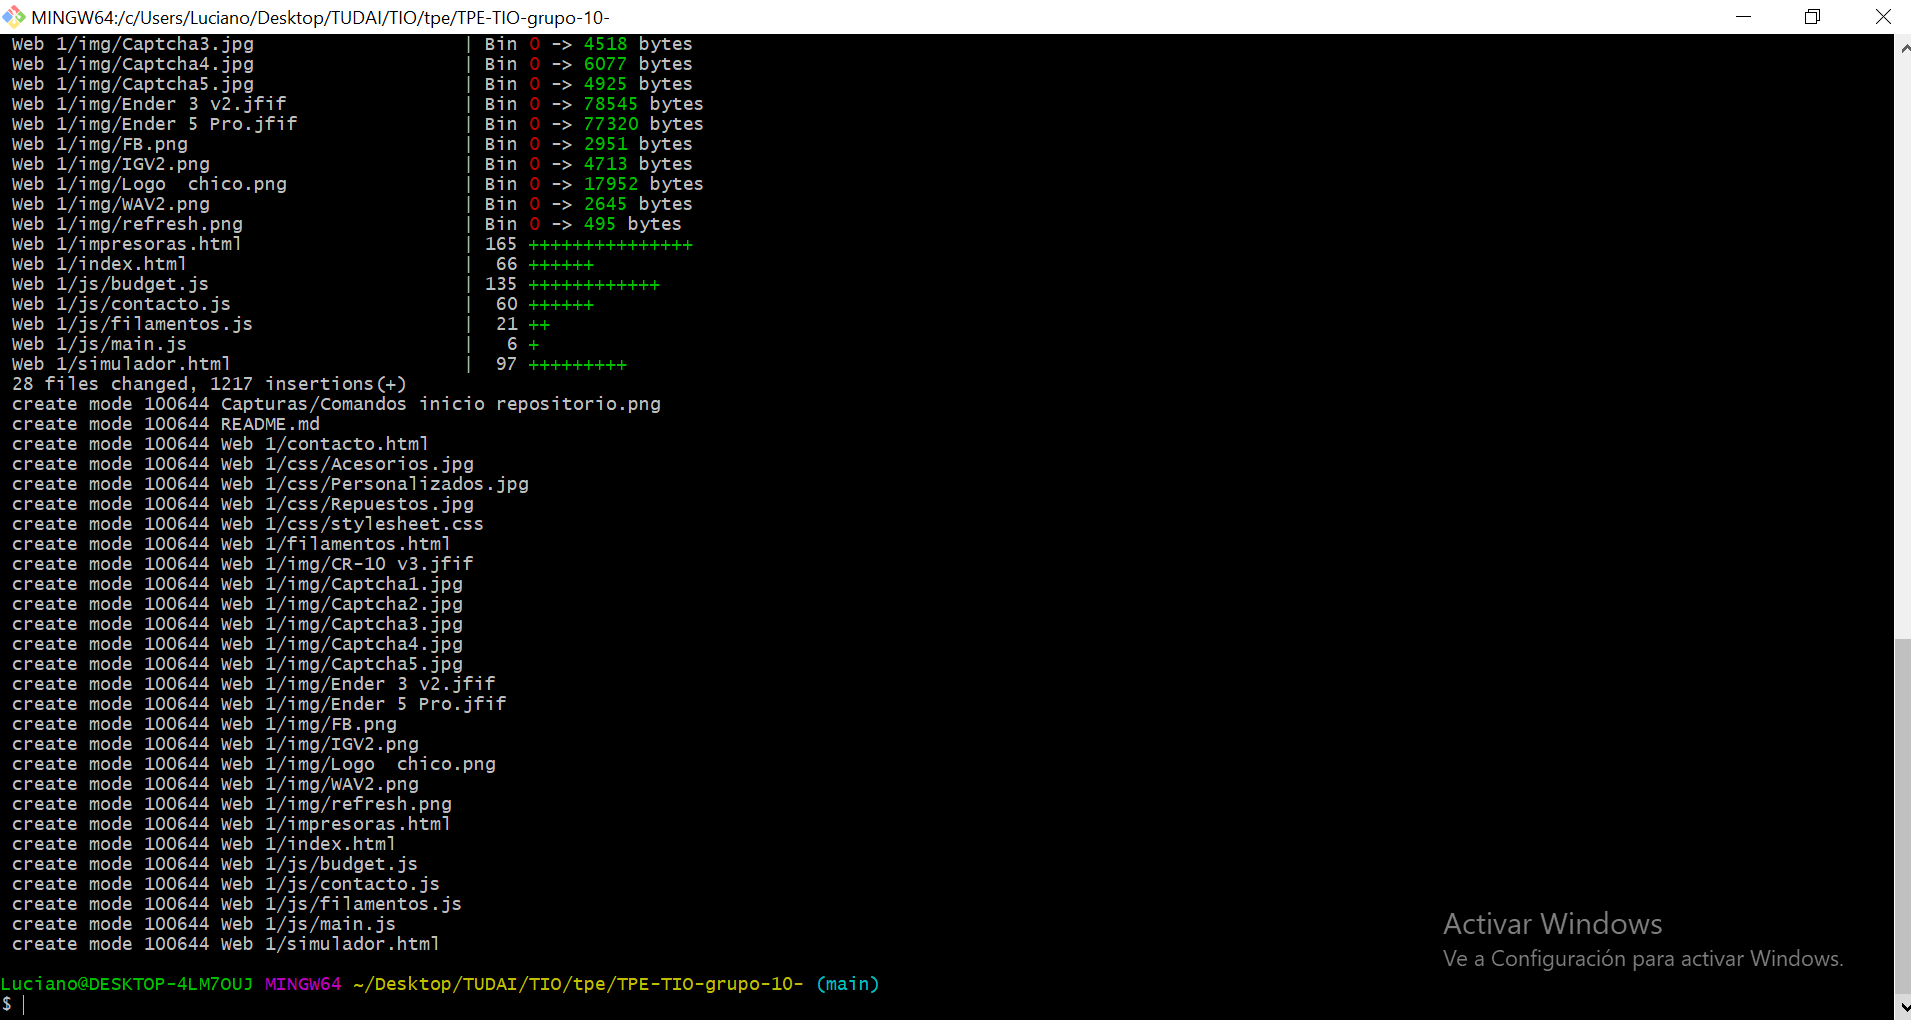 MINGW64:/c/Users/Luciano/Desktop/TUDAI/TIO/tpe/TPE-TIO-grupo-10-
Web 1/img/Captcha3.jpg | Bin 0 -> 4518 bytes
Web 1/img/Captcha4.jpg | Bin 0 -> 6077 bytes
Web 1/img/Captcha5.jpg | Bin 0 -> 4925 bytes
Web 1/img/Ender 3 v2.jfif | Bin 0 -> 78545 bytes
Web 1/img/Ender 5 Pro.jfif | Bin 0 -> 77320 bytes
Web 1/img/FB.png | Bin 0 -> 2951 bytes
Web 1/img/IGV2.png | Bin 0 -> 4713 bytes
Web 1/img/Logo  chico.png | Bin 0 -> 17952 bytes
Web 1/img/WAV2.png | Bin 0 -> 2645 bytes
Web 1/img/refresh.png | Bin 0 -> 495 bytes
Web 1/impresoras.html | 165 +++++++++++++++
Web 1/index.html | 66 ++++++
Web 1/js/budget.js | 135 ++++++++++++
Web 1/js/contacto.js | 60 ++++++
Web 1/js/filamentos.js | 21 ++
Web 1/js/main.js | 6 +
Web 1/simulador.html | 97 +++++++++
28 files changed, 1217 insertions(+)
create mode 100644 Capturas/Comandos inicio repositorio.png
create mode 100644 README.md
create mode 100644 Web 1/contacto.html
create mode 100644 Web 1/css/Acesorios.jpg
create mode 100644 Web 1/css/Personalizados.jpg
create mode 100644 Web 1/css/Repuestos.jpg
create mode 100644 Web 1/css/stylesheet.css
create mode 100644 Web 1/filamentos.html
create mode 100644 Web 1/img/CR-10 v3.jfif
create mode 100644 Web 1/img/Captcha1.jpg
create mode 100644 Web 1/img/Captcha2.jpg
create mode 100644 Web 1/img/Captcha3.jpg
create mode 100644 Web 1/img/Captcha4.jpg
create mode 100644 Web 1/img/Captcha5.jpg
create mode 100644 Web 1/img/Ender 3 v2.jfif
create mode 100644 Web 1/img/Ender 5 Pro.jfif
create mode 100644 Web 1/img/FB.png
create mode 100644 Web 1/img/IGV2.png
create mode 100644 Web 1/img/Logo  chico.png
create mode 100644 Web 1/img/WAV2.png
create mode 100644 Web 1/img/refresh.png
create mode 100644 Web 1/impresoras.html
create mode 100644 Web 1/index.html
create mode 100644 Web 1/js/budget.js
create mode 100644 Web 1/js/contacto.js
create mode 100644 Web 1/js/filamentos.js
create mode 100644 Web 1/js/main.js
create mode 100644 Web 1/simulador.html
Luciano@DESKTOP-4LM7OUJ MINGW64 ~/Desktop/TUDAI/TIO/tpe/TPE-TIO-grupo-10- (main)
$
Activar Windows
Ve a Configuración para activar Windows.